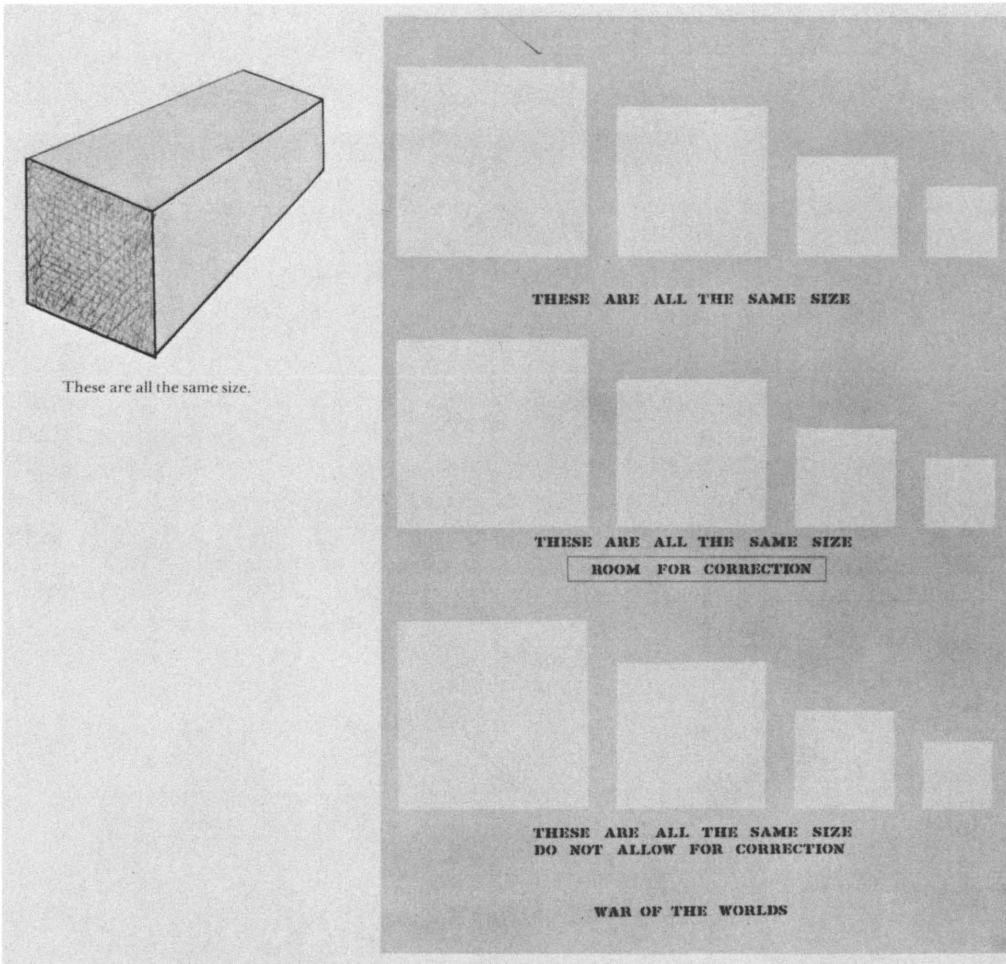 These are all the same size.
THESE ARE ALL THE SAME SIZE
THESE ARE ALL THE SAME SIZE
ROOM FOR CORRECTION
THESE ARE ALL THE SAME SIZE
DO NOT ALLOW FOR CORRECTION
WAR OF THE WORLDS